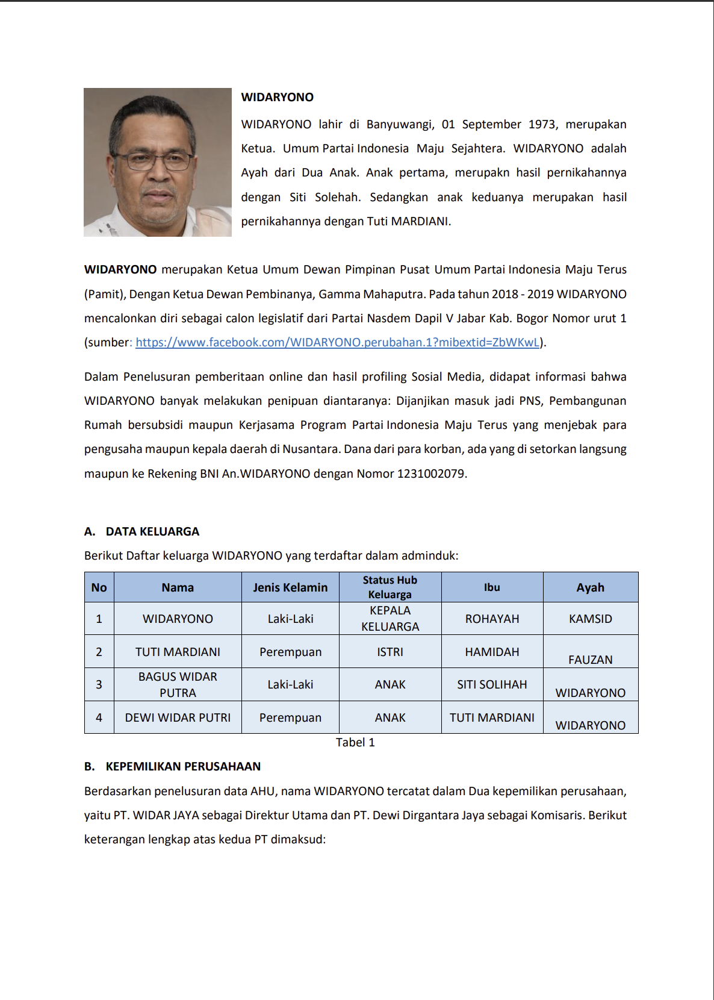 WIDARYONO
WIDARYONO lahir di Banyuwangi, 01 September 1973, merupakan
Ketua. Umum Partai Indonesia Maju Sejahtera. WIDARYONO adalah
Ayah dari Dua Anak. Anak pertama, merupakn hasil pernikahannya
dengan Siti Solehah. Sedangkan anak keduanya merupakan hasil
pernikahannya dengan Tuti MARDIANI.
WIDARYONO merupakan Ketua Umum Dewan Pimpinan Pusat Umum Partai Indonesia Maju Terus
(Pamit), Dengan Ketua Dewan Pembinanya, Gamma Mahaputra. Pada tahun 2018 - 2019 WIDARYONO
mencalonkan diri sebagai calon legislatif dari Partai Nasdem Dapil V Jabar Kab. Bogor Nomor urut 1
(sumber: https://www.facebook.com/WIDARYONO.perubahan.1?mibextid=ZbWKwL).
Dalam Penelusuran pemberitaan online dan hasil profiling Sosial Media, didapat informasi bahwa
WIDARYONO banyak melakukan penipuan diantaranya: Dijanjikan masuk jadi PNS, Pembangunan
Rumah bersubsidi maupun Kerjasama Program Partai Indonesia Maju Terus yang menjebak para
pengusaha maupun kepala daerah di Nusantara. Dana dari para korban, ada yang di setorkan langsung
maupun ke Rekening BNI An.WIDARYONO dengan Nomor 1231002079.
A. DATA KELUARGA
Berikut Daftar keluarga WIDARYONO yang terdaftar dalam adminduk:
No Nama Jenis Kelamin Status Hub Keluarga Ibu Ayah
1 WIDARYONO Laki-Laki KEPALA KELUARGA ROHAYAH KAMSID
2 TUTI MARDIANI Perempuan ISTRI HAMIDAH FAUZAN
3 BAGUS WIDAR PUTRA Laki-Laki ANAK SITI SOLIHAH WIDARYONO
4 DEWI WIDAR PUTRI Perempuan ANAK TUTI MARDIANI WIDARYONO
Tabel 1
B. KEPEMILIKAN PERUSAHAAN
Berdasarkan penelusuran data AHU, nama WIDARYONO tercatat dalam Dua kepemilikan perusahaan,
yaitu PT. WIDAR JAYA sebagai Direktur Utama dan PT. Dewi Dirgantara Jaya sebagai Komisaris. Berikut
keterangan lengkap atas kedua PT dimaksud: